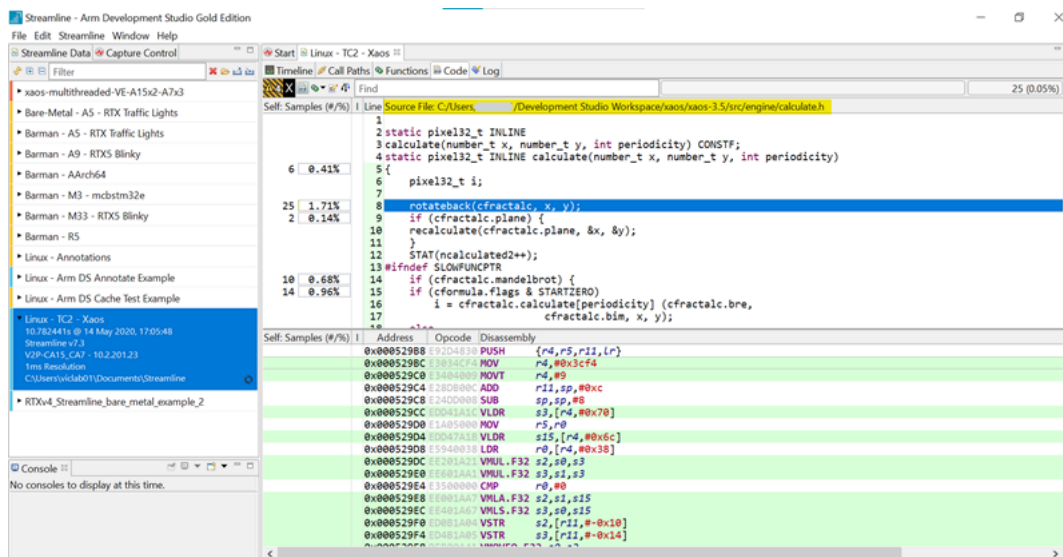 Streamline - Arm Development Studio Gold Edition
File Edit Streamline Window Help
Streamline Data Capture Control
Filter
xaos-multithreaded-VE-A15x2-A7x3
Bare-Metal - A5 - RTX Traffic Lights
Barman - A5 - RTX Traffic Lights
Barman - A9 - RTX5 Blinky
Barman - AArch64
Barman - M3 - mcbstm32e
Barman - M33 - RTX5 Blinky
Barman - R5
Linux - Annotations
Linux - Arm DS Annotate Example
Linux - Arm DS Cache Test Example
Linux - TC2 - Xaos
10.782441s @ 14 May 2020, 17:05:48
Streamline v7.3
V2P-CA15_CA7 - 10.2.201.23
1ms Resolution
C:\Users\viclab01\Documents\Streamline
RTXv4_Streamline_bare_metal_example_2
Console
No consoles to display at this time.
Start Linux - TC2 - Xaos
Timeline Call Paths Functions Code Log
Find
25 (0.05%)
Self: Samples (#/%) I Line Source File: C:/Users, /Development Studio Workspace/xaos/xaos-3.5/src/engine/calculate.h
1
2 static pixel32_t INLINE
3 calculate(number_t x, number_t y, int periodicity) CONSTF;
4 static pixel32_t INLINE calculate(number_t x, number_t y, int periodicity)
6 0.41% 5 {
6 pixel32_t i;
7
25 1.71% 8 rotateback(cfractalc, x, y);
2 0.14% 9 if (cfractalc.plane) {
10 recalculate(cfractalc.plane, &x, &y);
11 }
12 STAT(ncalculated2++);
13 #ifndef SLOWFUNCPTR
10 0.68% 14 if (cfractalc.mandelbrot) {
14 0.96% 15 if (cformula.flags & STARTZERO)
16 i = cfractalc.calculate[periodicity] (cfractalc.bre,
17 cfractalc.bim, x, y);
18 else
Self: Samples (#/%) I Address Opcode Disassembly
0x000529B8 E92D4830 PUSH {r4,r5,r11,lr}
0x000529BC E3034CF4 MOV r4,#0x3cf4
0x000529C0 E3404009 MOVT r4,#9
0x000529C4 E28DB00C ADD r11,sp,#0xc
0x000529C8 E24DD008 SUB sp,sp,#8
0x000529CC EDD41A1C VLDR s3,[r4,#0x70]
0x000529D0 E1A05000 MOV r5,r0
0x000529D4 EDD47A1B VLDR s15,[r4,#0x6c]
0x000529D8 E5940038 LDR r0,[r4,#0x38]
0x000529DC EE201A21 VMUL.F32 s2,s0,s3
0x000529E0 EE601AA1 VMUL.F32 s3,s1,s3
0x000529E4 E3500000 CMP r0,#0
0x000529E8 EE001AA7 VMLA.F32 s2,s1,s15
0x000529EC EE401A67 VMLS.F32 s3,s0,s15
0x000529F0 ED0B1A04 VSTR s2,[r11,#-0x10]
0x000529F4 ED4B1A05 VSTR s3,[r11,#-0x14]